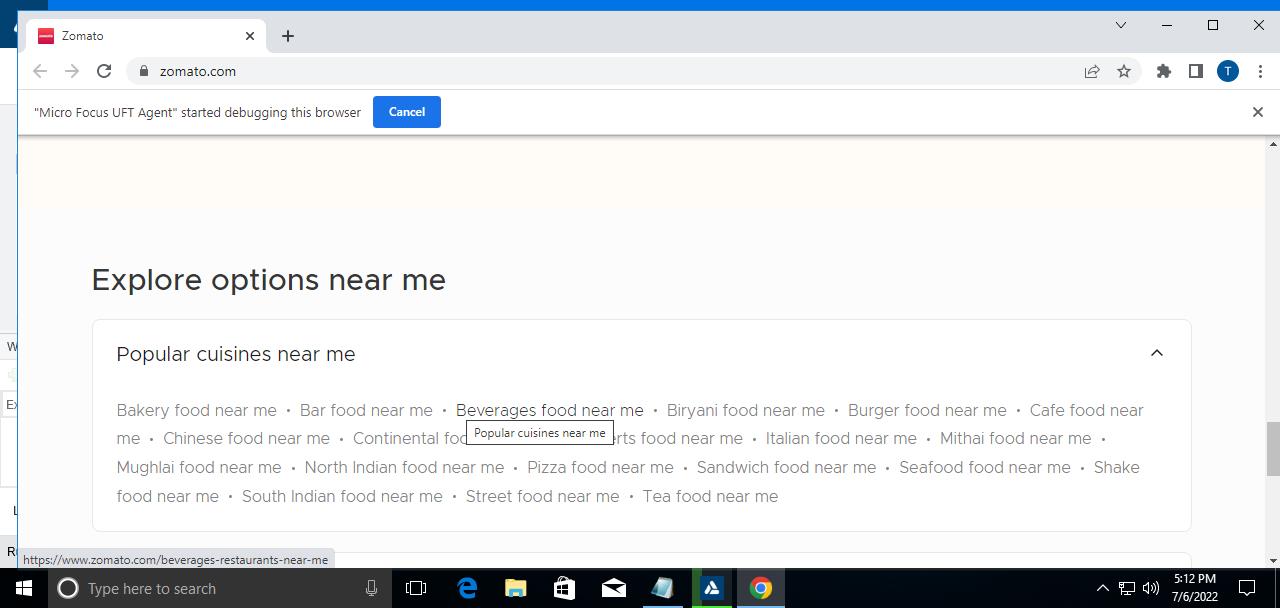 Zomato
zomato.com
T
"Micro Focus UFT Agent" started debugging this browser
Cancel
Explore options near me
Popular cuisines near me
Bakery food near me • Bar food near me • Beverages food near me • Biryani food near me • Burger food near me • Cafe food near
me • Chinese food near me • Continental foo
Popular cuisines near me
rts food near me • Italian food near me • Mithai food near me •
Mughlai food near me • North Indian food near me • Pizza food near me • Sandwich food near me • Seafood food near me • Shake
food near me • South Indian food near me • Street food near me • Tea food near me
https://www.zomato.com/beverages-restaurants-near-me
Type here to search
5:12 PM
7/6/2022